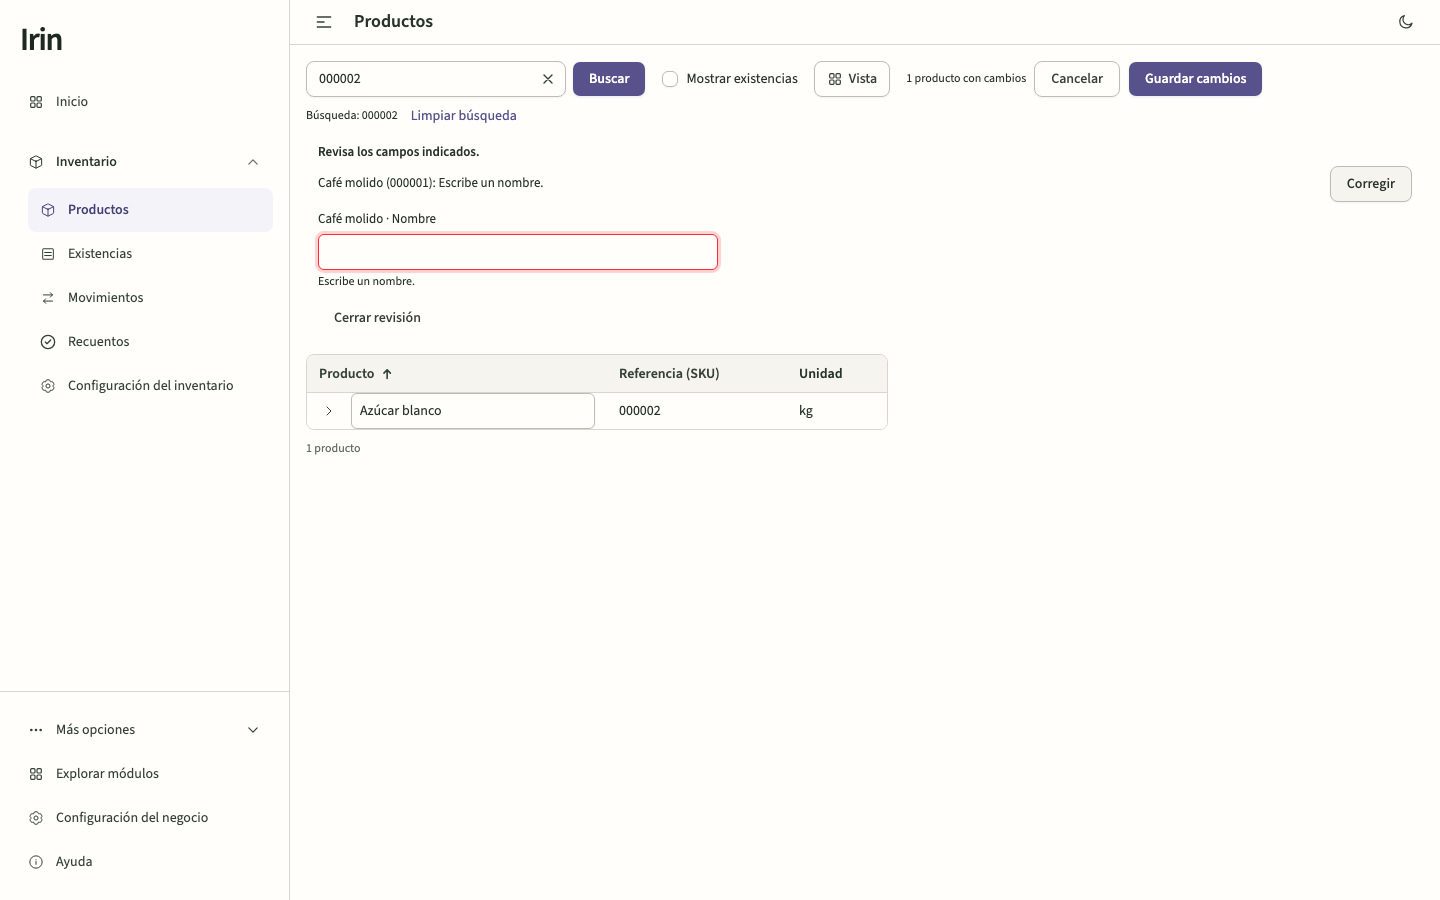 Irin
Productos
Inicio
Inventario
Productos
Existencias
Movimientos
Recuentos
Configuración del inventario
Más opciones
Explorar módulos
Configuración del negocio
Ayuda
000002
Buscar
Mostrar existencias
Vista
1 producto con cambios
Cancelar
Guardar cambios
Búsqueda: 000002
Limpiar búsqueda
Revisa los campos indicados.
Café molido (000001): Escribe un nombre.
Corregir
Café molido · Nombre
Escribe un nombre.
Cerrar revisión
Producto
Referencia (SKU)
Unidad
Azúcar blanco
000002
kg
1 producto